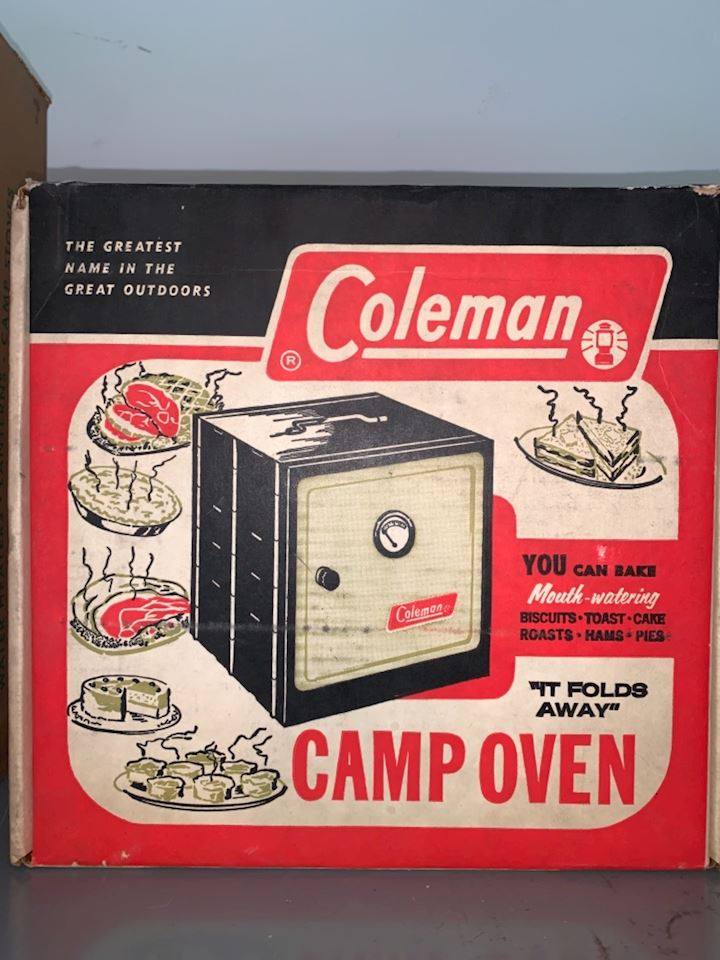 THE GREATEST
NAME IN THE
GREAT OUTDOORS
Coleman
®
Coleman
YOU CAN BAKE
Mouth-watering
BISCUITS • TOAST • CAKE
ROASTS • HAMS • PIES
"IT FOLDS
AWAY"
CAMP OVEN